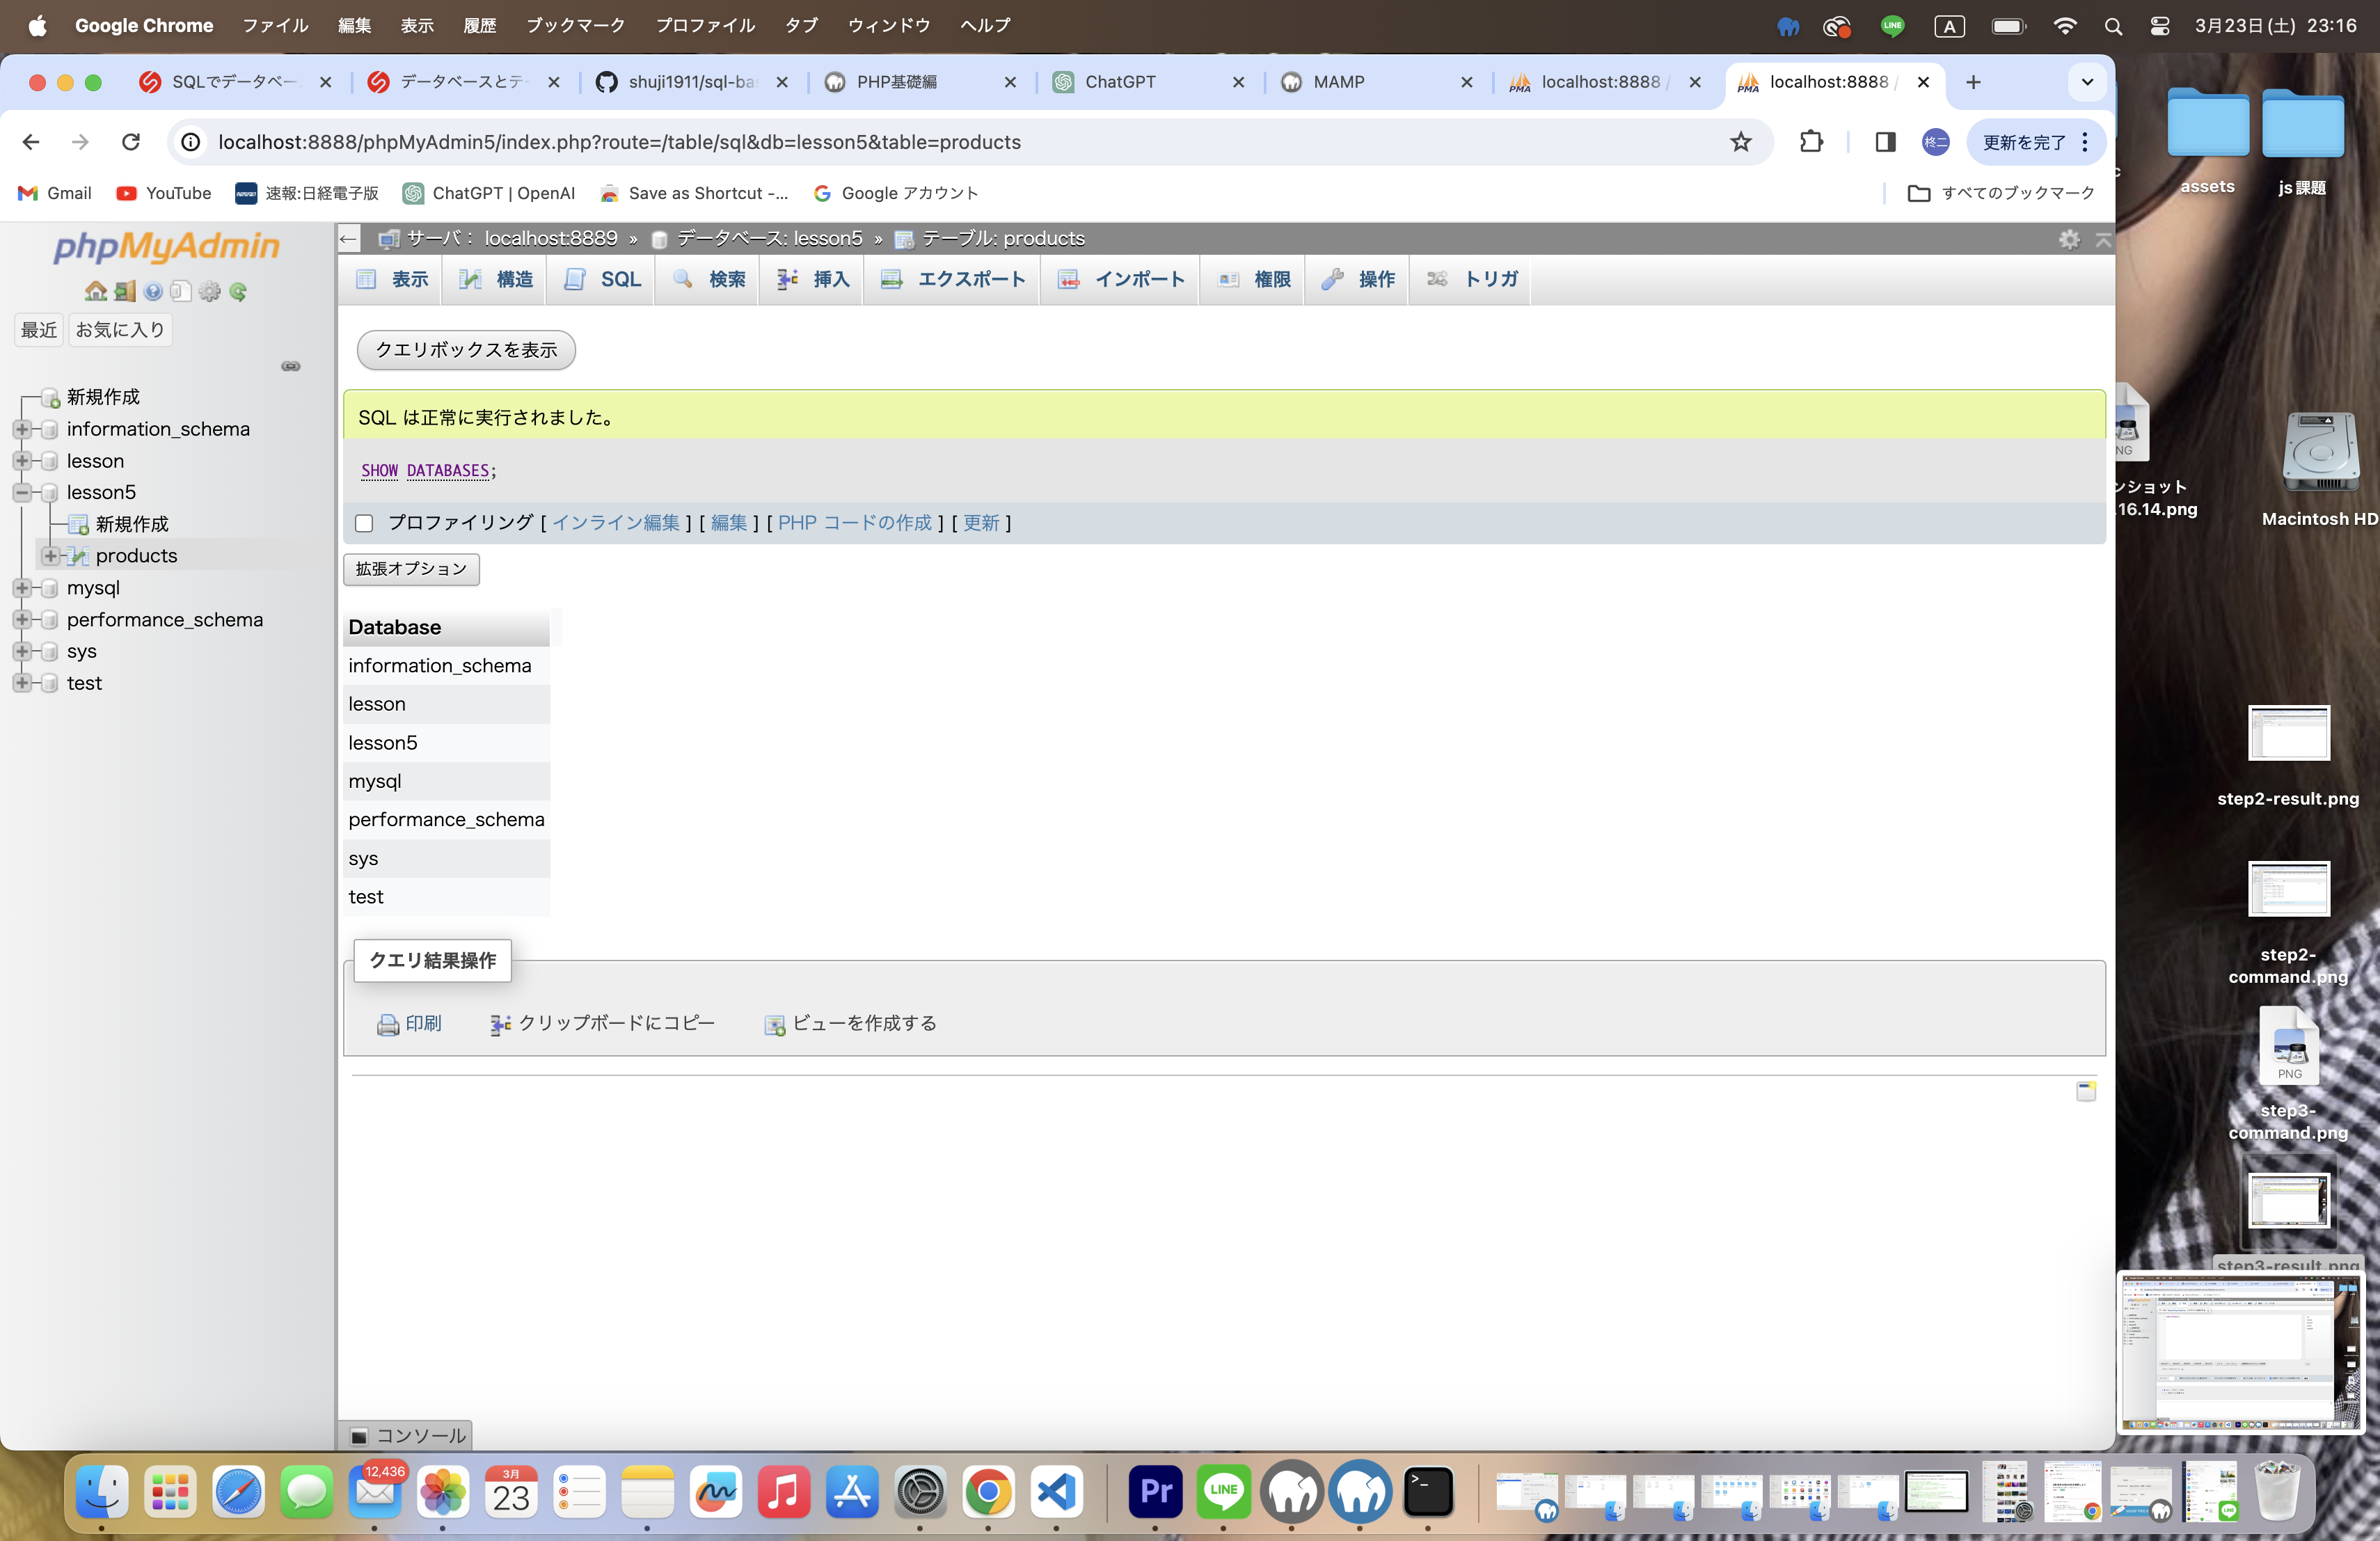 Google Chrome ファイル 編集 表示 履歴 ブックマーク プロファイル タブ ウィンドウ ヘルプ LINE A 3月23日(土) 23:16
SQLでデータベー データベースとテー shuji1911/sql-ba PHP基礎編 ChatGPT MAMP PMA localhost:8888 / PMA localhost:8888 /
localhost:8888/phpMyAdmin5/index.php?route=/table/sql&db=lesson5&table=products 柊二 更新を完了
Gmail YouTube 速報:日経電子版 ChatGPT | OpenAI Save as Shortcut -... Google アカウント すべてのブックマーク
assets
js課題
phpMyAdmin
最近 お気に入り
新規作成
information_schema
lesson
lesson5
新規作成
products
mysql
performance_schema
sys
test
サーバ: localhost:8889 » データベース: lesson5 » テーブル: products
表示 構造 SQL 検索 挿入 エクスポート インポート 権限 操作 トリガ
クエリボックスを表示
SQL は正常に実行されました。
SHOW DATABASES;
プロファイリング [ インライン編集 ] [ 編集 ] [ PHP コードの作成 ] [ 更新 ]
拡張オプション
Database
information_schema
lesson
lesson5
mysql
performance_schema
sys
test
クエリ結果操作
印刷 クリップボードにコピー ビューを作成する
コンソール
c
NG
ンショット
.16.14.png
Macintosh HD
step2-result.png
step2-
command.png
PNG
step3-
command.png
step3-result.png
12,436
3月
23
Pr
LINE